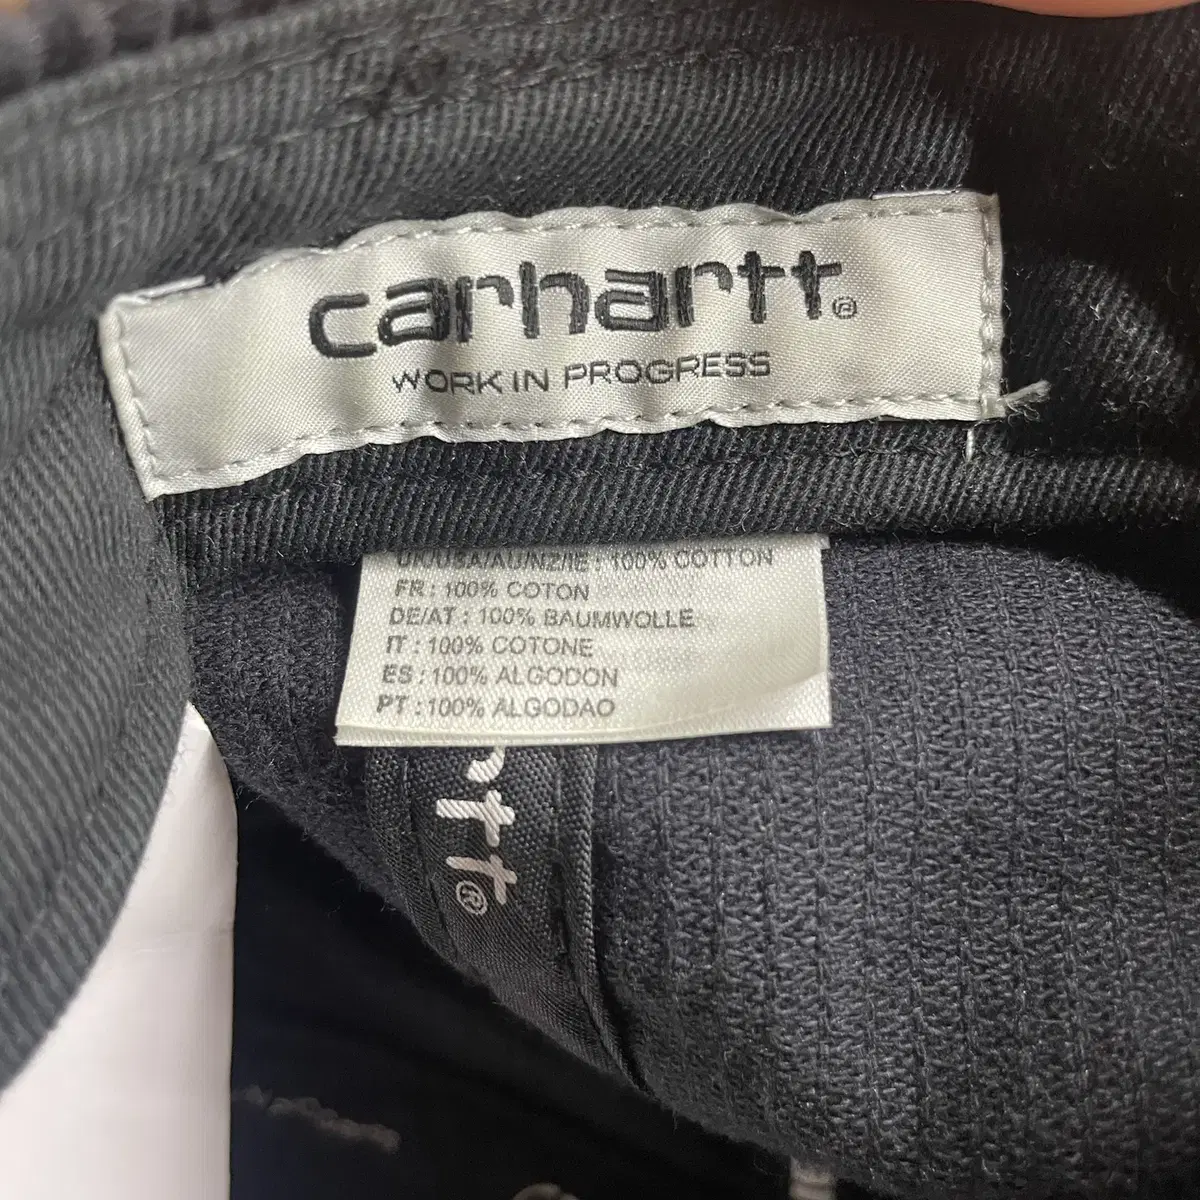 carhartt®
WORK IN PROGRESS
UK/USA/AU/NZ/IE : 100% COTTON
FR : 100% COTON
DE/AT : 100% BAUMWOLLE
IT : 100% COTONE
ES : 100% ALGODON
PT : 100% ALGODAO
rtt®